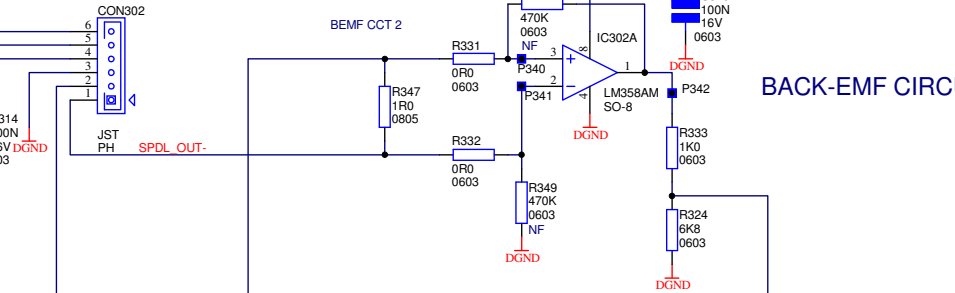 CON302
6
5
4
3
2
1
JST
PH
SPDL_OUT-
314
00N
6V
03
DGND
BEMF CCT 2
R331
0R0
0603
R347
1R0
0805
R332
0R0
0603
470K
0603
NF
P340
P341
3
2
+
-
8
4
1
IC302A
LM358AM
SO-8
DGND
R349
470K
0603
NF
DGND
100N
16V
0603
DGND
P342
R333
1K0
0603
R324
6K8
0603
DGND
BACK-EMF CIRC